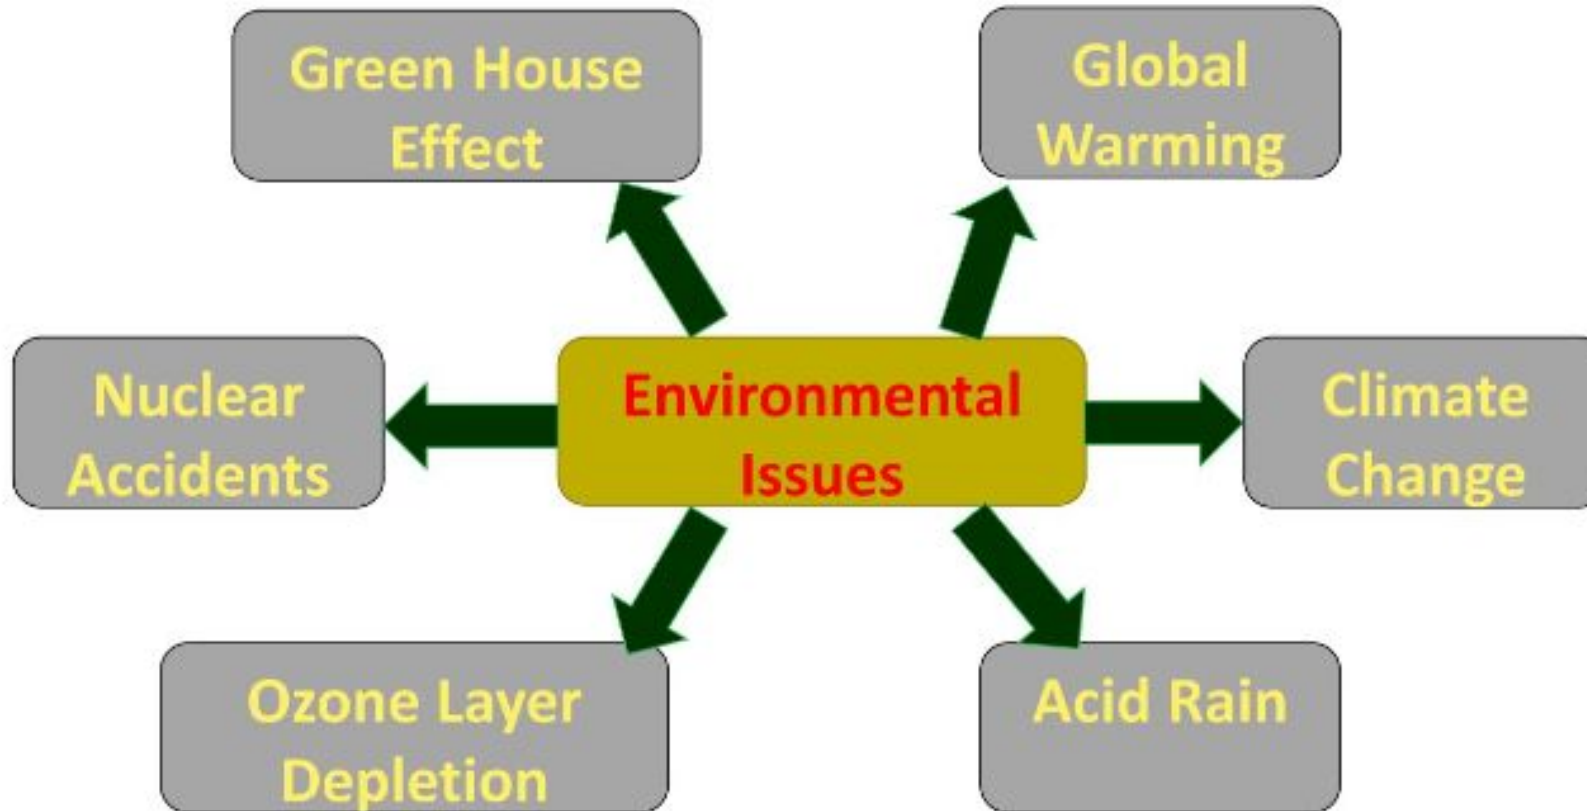 Green House
Effect
Global
Warming
Nuclear
Accidents
Environmental
Issues
Climate
Change
Ozone Layer
Depletion
Acid Rain